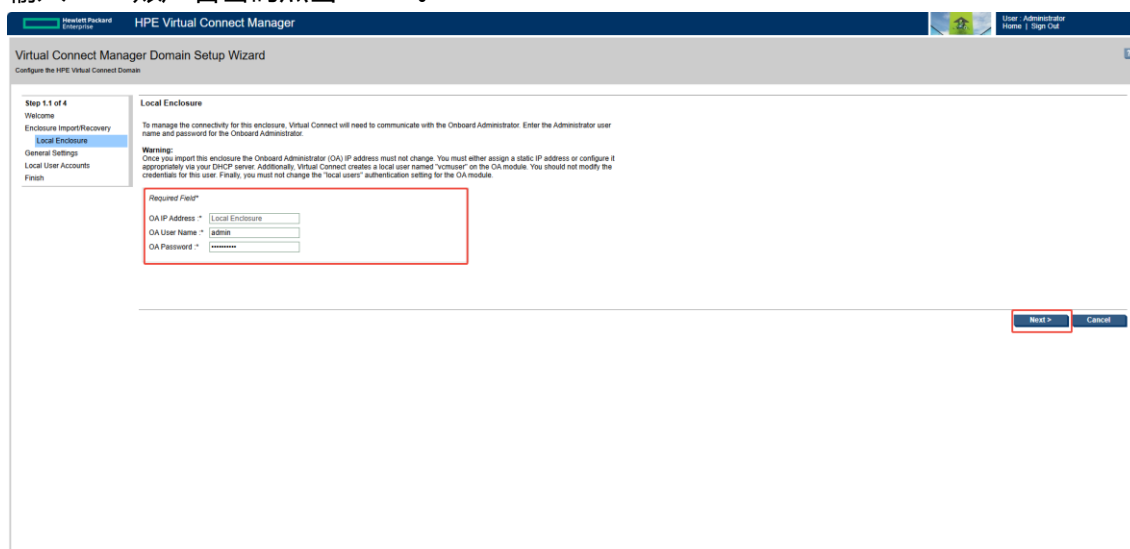 Hewlett Packard
Enterprise
HPE Virtual Connect Manager
User : Administrator
Home | Sign Out
Virtual Connect Manager Domain Setup Wizard
Configure the HPE Virtual Connect Domain
Step 1.1 of 4
Welcome
Enclosure Import/Recovery
Local Enclosure
General Settings
Local User Accounts
Finish
Local Enclosure
To manage the connectivity for this enclosure, Virtual Connect will need to communicate with the Onboard Administrator. Enter the Administrator user
name and password for the Onboard Administrator.
Warning:
Once you import this enclosure the Onboard Administrator (OA) IP address must not change. You must either assign a static IP address or configure it
appropriately via your DHCP server. Additionally, Virtual Connect creates a local user named "vcmuser" on the OA module. You should not modify the
credentials for this user. Finally, you must not change the "local users" authentication setting for the OA module.
Required Field*
OA IP Address :* Local Enclosure
OA User Name :* admin
OA Password :* ••••••••••
Next > Cancel